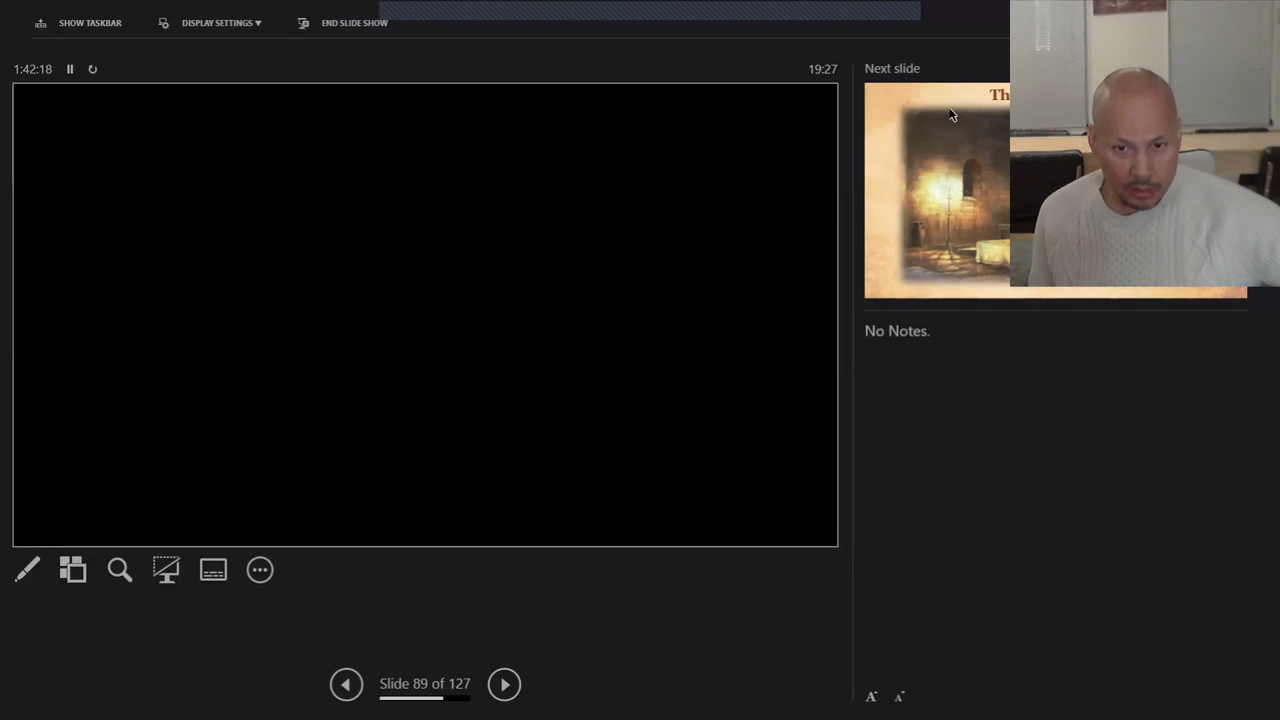 SHOW TASKBAR
DISPLAY SETTINGS ▼
END SLIDE SHOW
1:42:18
19:27
Next slide
Th
No Notes.
Slide 89 of 127
A A